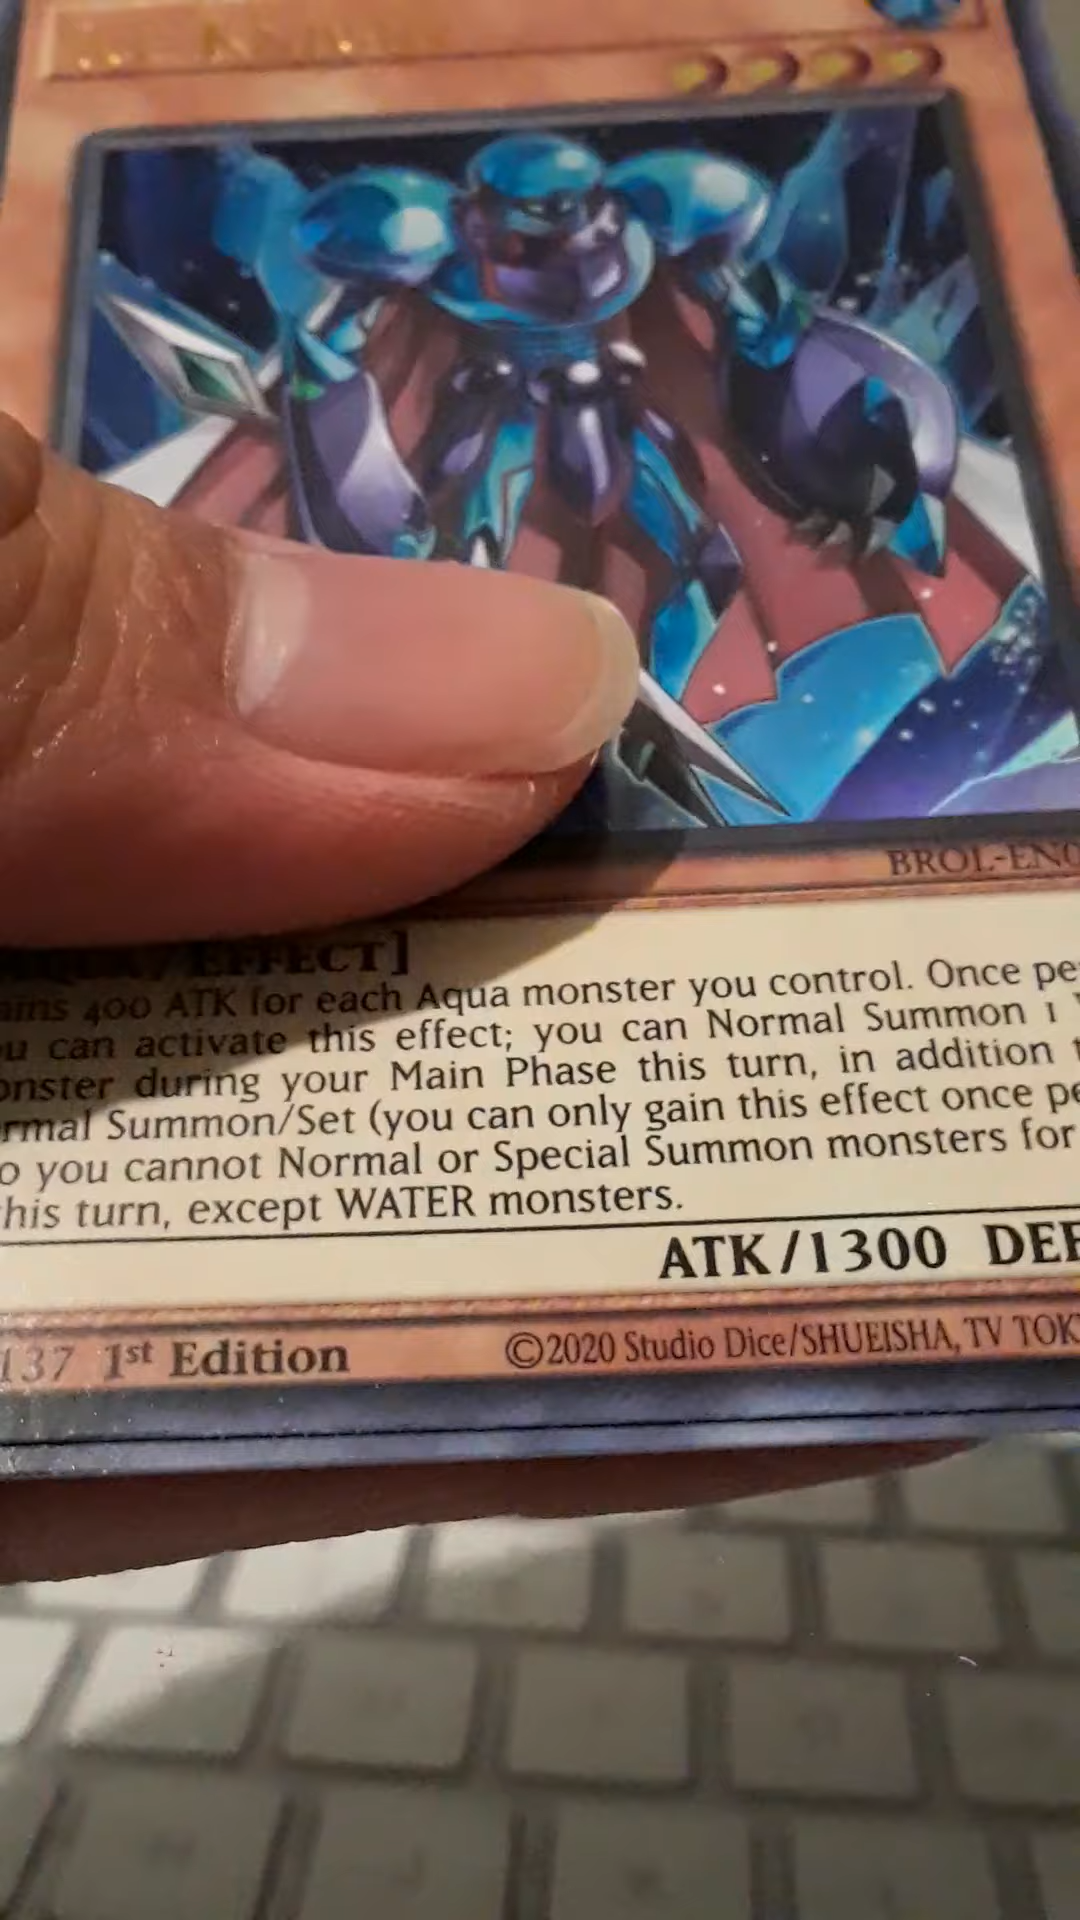 BROL-EN0
/EFFECT]
ains 400 ATK for each Aqua monster you control. Once pe
ou can activate this effect; you can Normal Summon 1
onster during your Main Phase this turn, in addition t
rmal Summon/Set (you can only gain this effect once pe
o you cannot Normal or Special Summon monsters for
his turn, except WATER monsters.
ATK/1300 DEF
137 1st Edition ©2020 Studio Dice/SHUEISHA, TV TOK